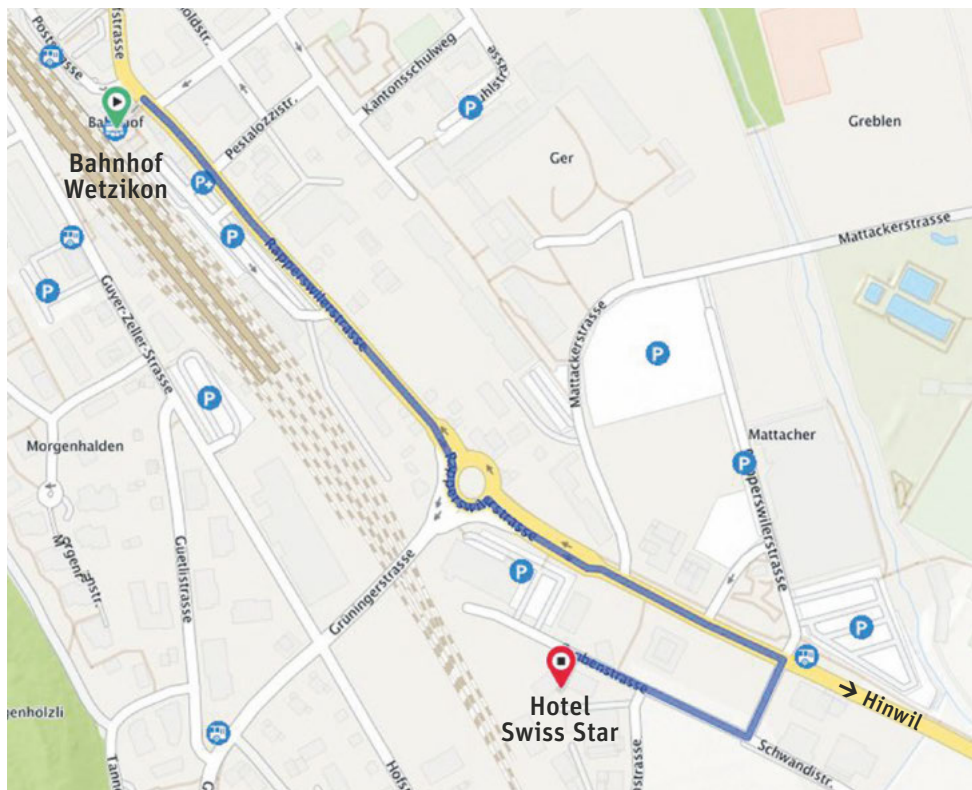 Poststrasse
Bahnhof
Bahnhof
Wetzikon
Pestalozzistr.
Kantonsschulweg
Ger
Greblen
Mattackerstrasse
Rapperswilerstrasse
Guyer-Zeller-Strasse
Mattackerstrasse
Morgenhalden
Mattacher
Rapperswilerstrasse
Guetlistrasse
Grüningerstrasse
Hotel
Swiss Star
Hinwil
Schwandistr.
P
P
P
P
P
P
P
P
P
P+